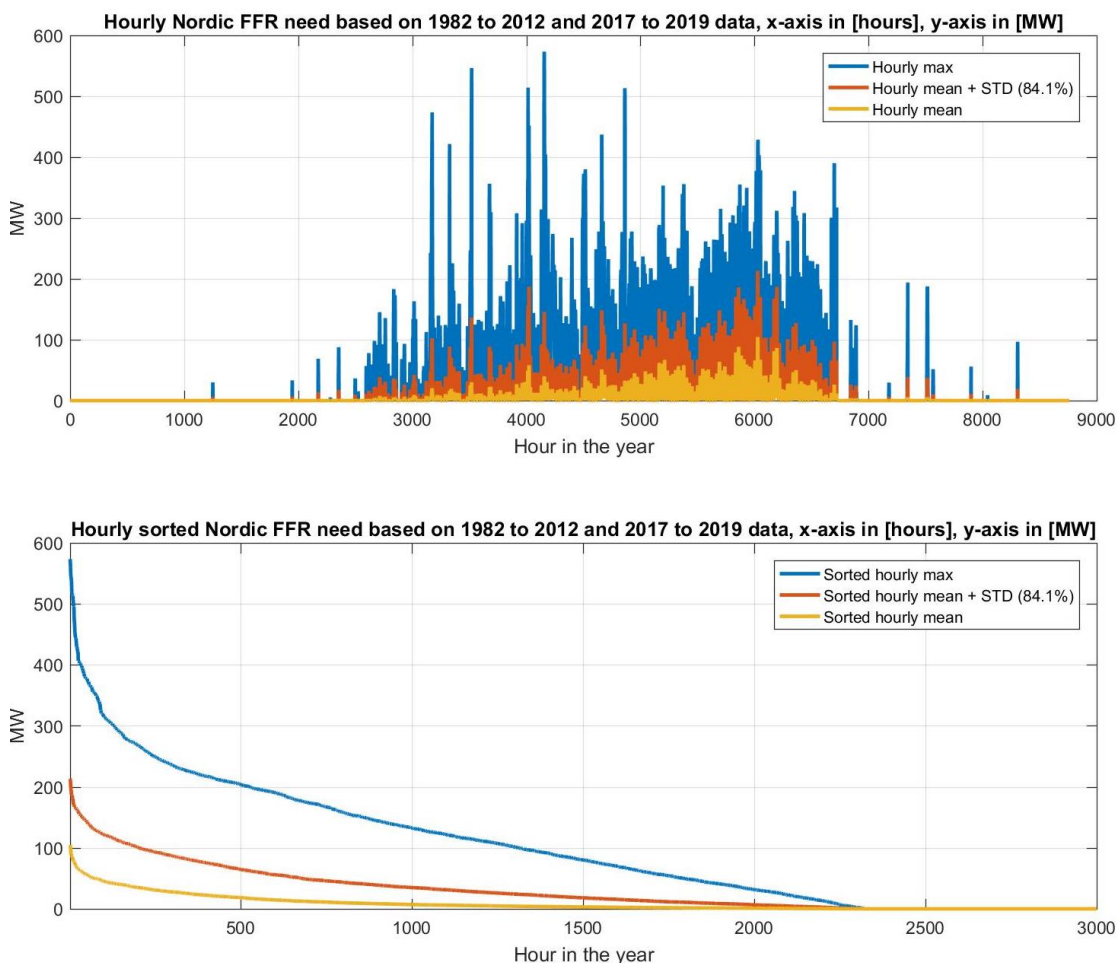 Hourly Nordic FFR need based on 1982 to 2012 and 2017 to 2019 data, x-axis in [hours], y-axis in [MW]
600
500
400
300
200
100
0
MW
Hourly max
Hourly mean + STD (84.1%)
Hourly mean
0 1000 2000 3000 4000 5000 6000 7000 8000 9000
Hour in the year
Hourly sorted Nordic FFR need based on 1982 to 2012 and 2017 to 2019 data, x-axis in [hours], y-axis in [MW]
600
500
400
300
200
100
0
MW
Sorted hourly max
Sorted hourly mean + STD (84.1%)
Sorted hourly mean
500 1000 1500 2000 2500 3000
Hour in the year